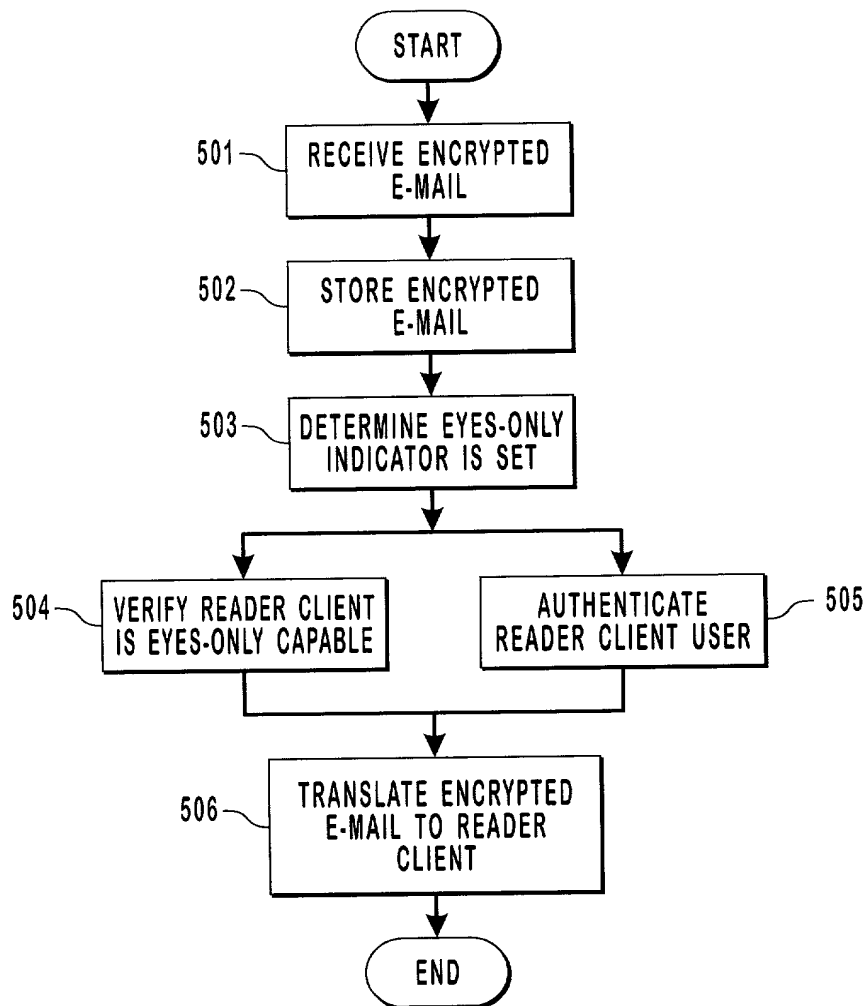 START
501
RECEIVE ENCRYPTED
E-MAIL
502
STORE ENCRYPTED
E-MAIL
503
DETERMINE EYES-ONLY
INDICATOR IS SET
504
VERIFY READER CLIENT
IS EYES-ONLY CAPABLE
AUTHENTICATE
READER CLIENT USER
505
506
TRANSLATE ENCRYPTED
E-MAIL TO READER
CLIENT
END